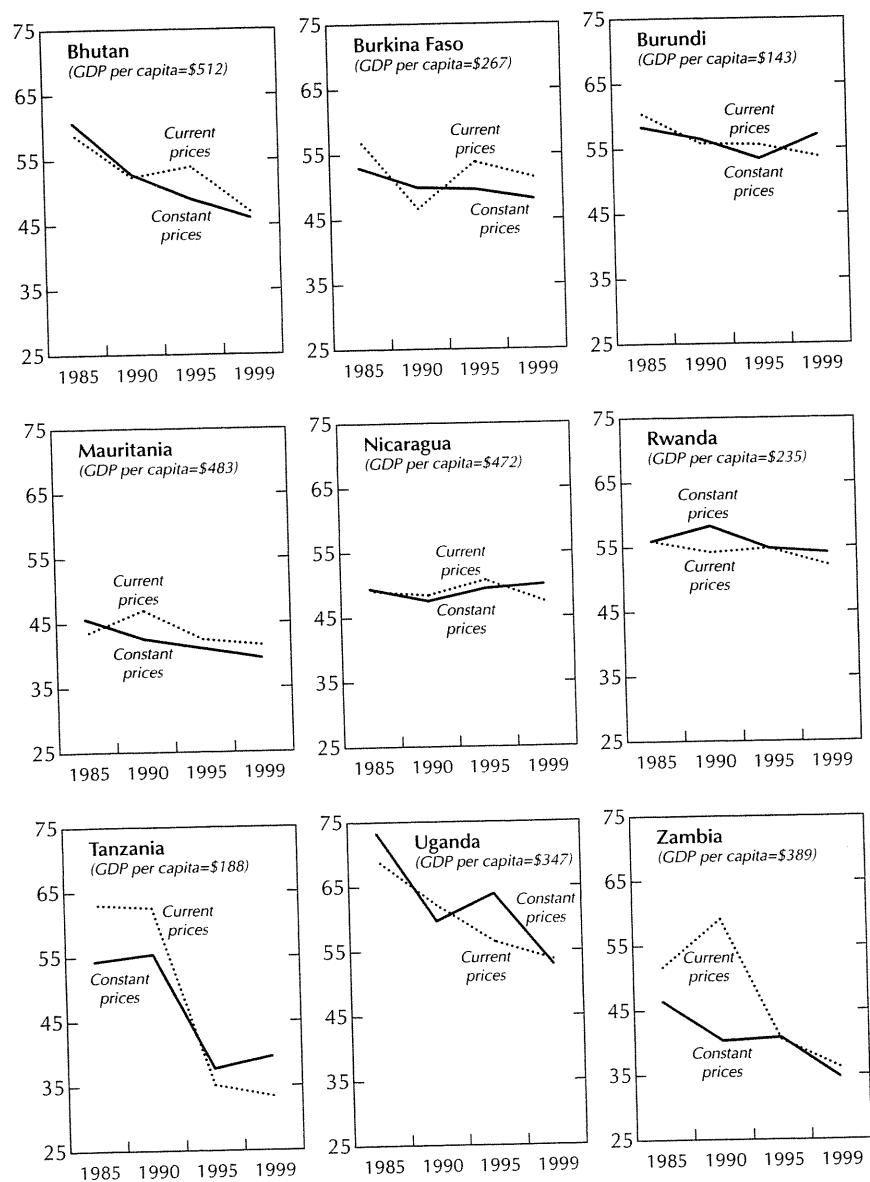 Bhutan
(GDP per capita=$512)
75
65
55
45
35
25
Current
prices
Constant
prices
1985 1990 1995 1999
Burkina Faso
(GDP per capita=$267)
75
65
55
45
35
25
Current
prices
Constant
prices
1985 1990 1995 1999
Burundi
(GDP per capita=$143)
75
65
55
45
35
25
Current
prices
Constant
prices
1985 1990 1995 1999
Mauritania
(GDP per capita=$483)
75
65
55
45
35
25
Current
prices
Constant
prices
1985 1990 1995 1999
Nicaragua
(GDP per capita=$472)
75
65
55
45
35
25
Current
prices
Constant
prices
1985 1990 1995 1999
Rwanda
(GDP per capita=$235)
75
65
55
45
35
25
Constant
prices
Current
prices
1985 1990 1995 1999
Tanzania
(GDP per capita=$188)
75
65
55
45
35
25
Current
prices
Constant
prices
1985 1990 1995 1999
Uganda
(GDP per capita=$347)
75
65
55
45
35
25
Constant
prices
Current
prices
1985 1990 1995 1999
Zambia
(GDP per capita=$389)
75
65
55
45
35
25
Current
prices
Constant
prices
1985 1990 1995 1999